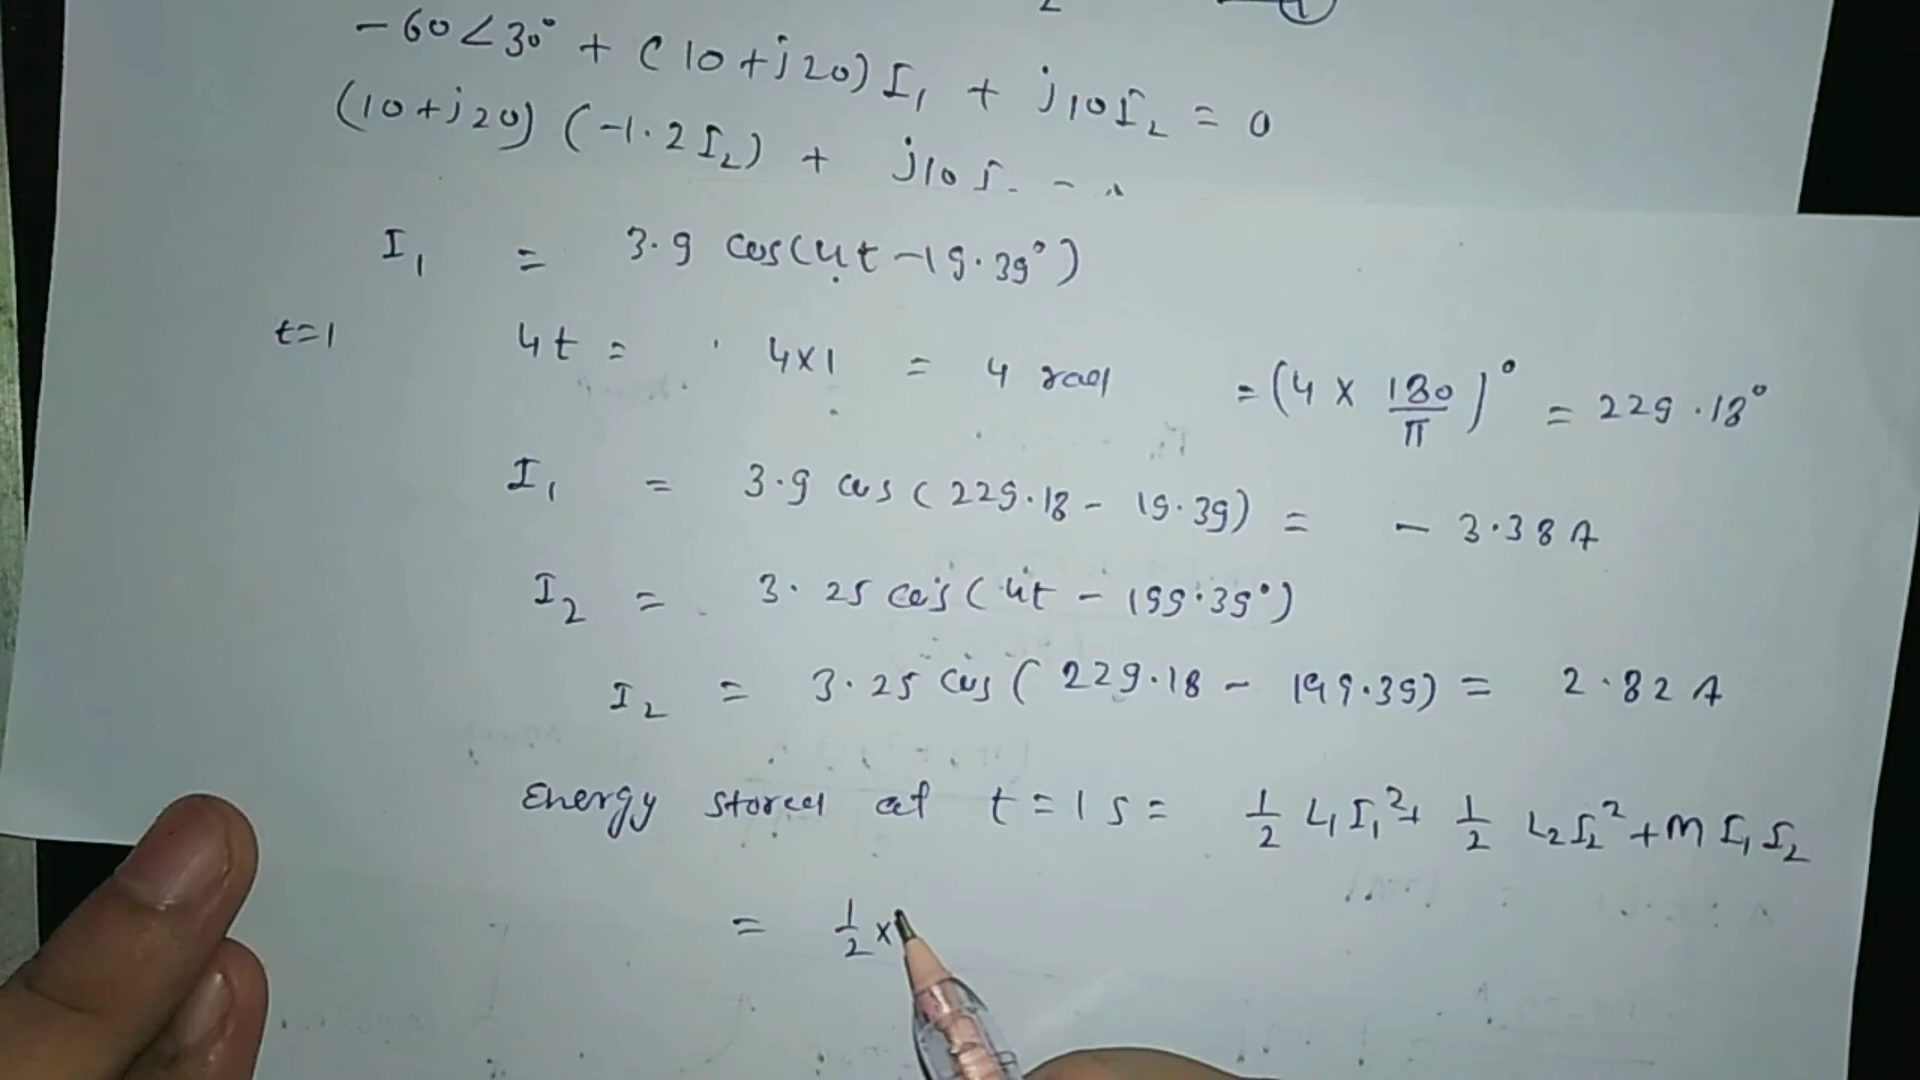 -60∠30° + (10+j20)I₁ + j10I₂ = 0
(10+j20)(-1.2I₂) + j10
I₁ = 3.9 cos(4t-19.39°)
t=1 4t = 4×1 = 4 rad = (4 × 180/π)° = 229.18°
I₁ = 3.9 cos(229.18 - 19.39) = - 3.38 A
I₂ = 3.25 cos(4t - 199.39°)
I₂ = 3.25 cos(229.18 - 199.39) = 2.82 A
Energy stored at t=1 s = 1/2 L₁I₁² + 1/2 L₂I₂² + M I₁ I₂
= 1/2 ×